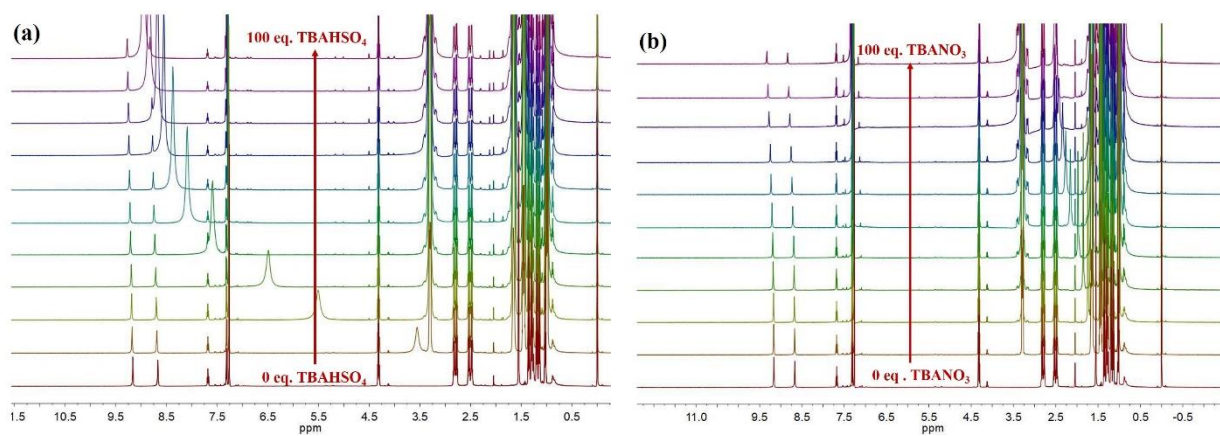 (a)
100 eq. TBAHSO4
0 eq. TBAHSO4
11.5 10.5 9.5 8.5 7.5 6.5 5.5 4.5 3.5 2.5 1.5 0.5
ppm
(b)
100 eq. TBANO3
0 eq . TBANO3
11.0 9.5 8.5 7.5 6.5 5.5 4.5 3.5 2.5 1.5 0.5 -0.5
ppm